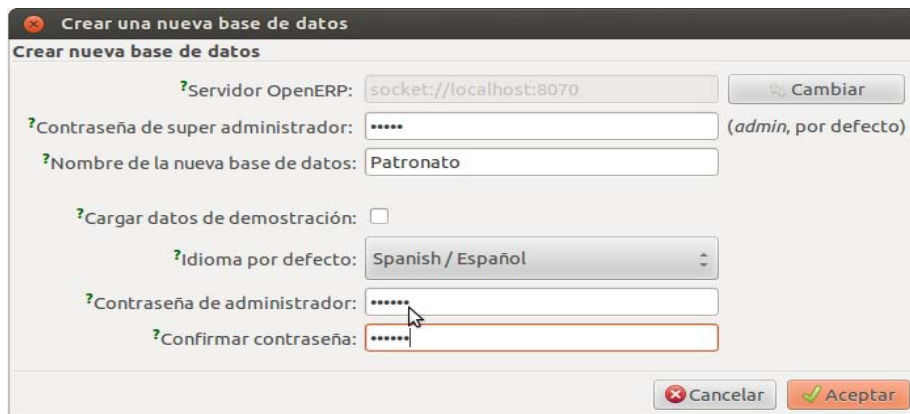 Crear una nueva base de datos
Crear nueva base de datos
?Servidor OpenERP: socket://localhost:8070 Cambiar
?Contraseña de super administrador: ••••• (admin, por defecto)
?Nombre de la nueva base de datos: Patronato
?Cargar datos de demostración:
?Idioma por defecto: Spanish / Español
?Contraseña de administrador: ••••••
?Confirmar contraseña: ••••••
Cancelar Aceptar